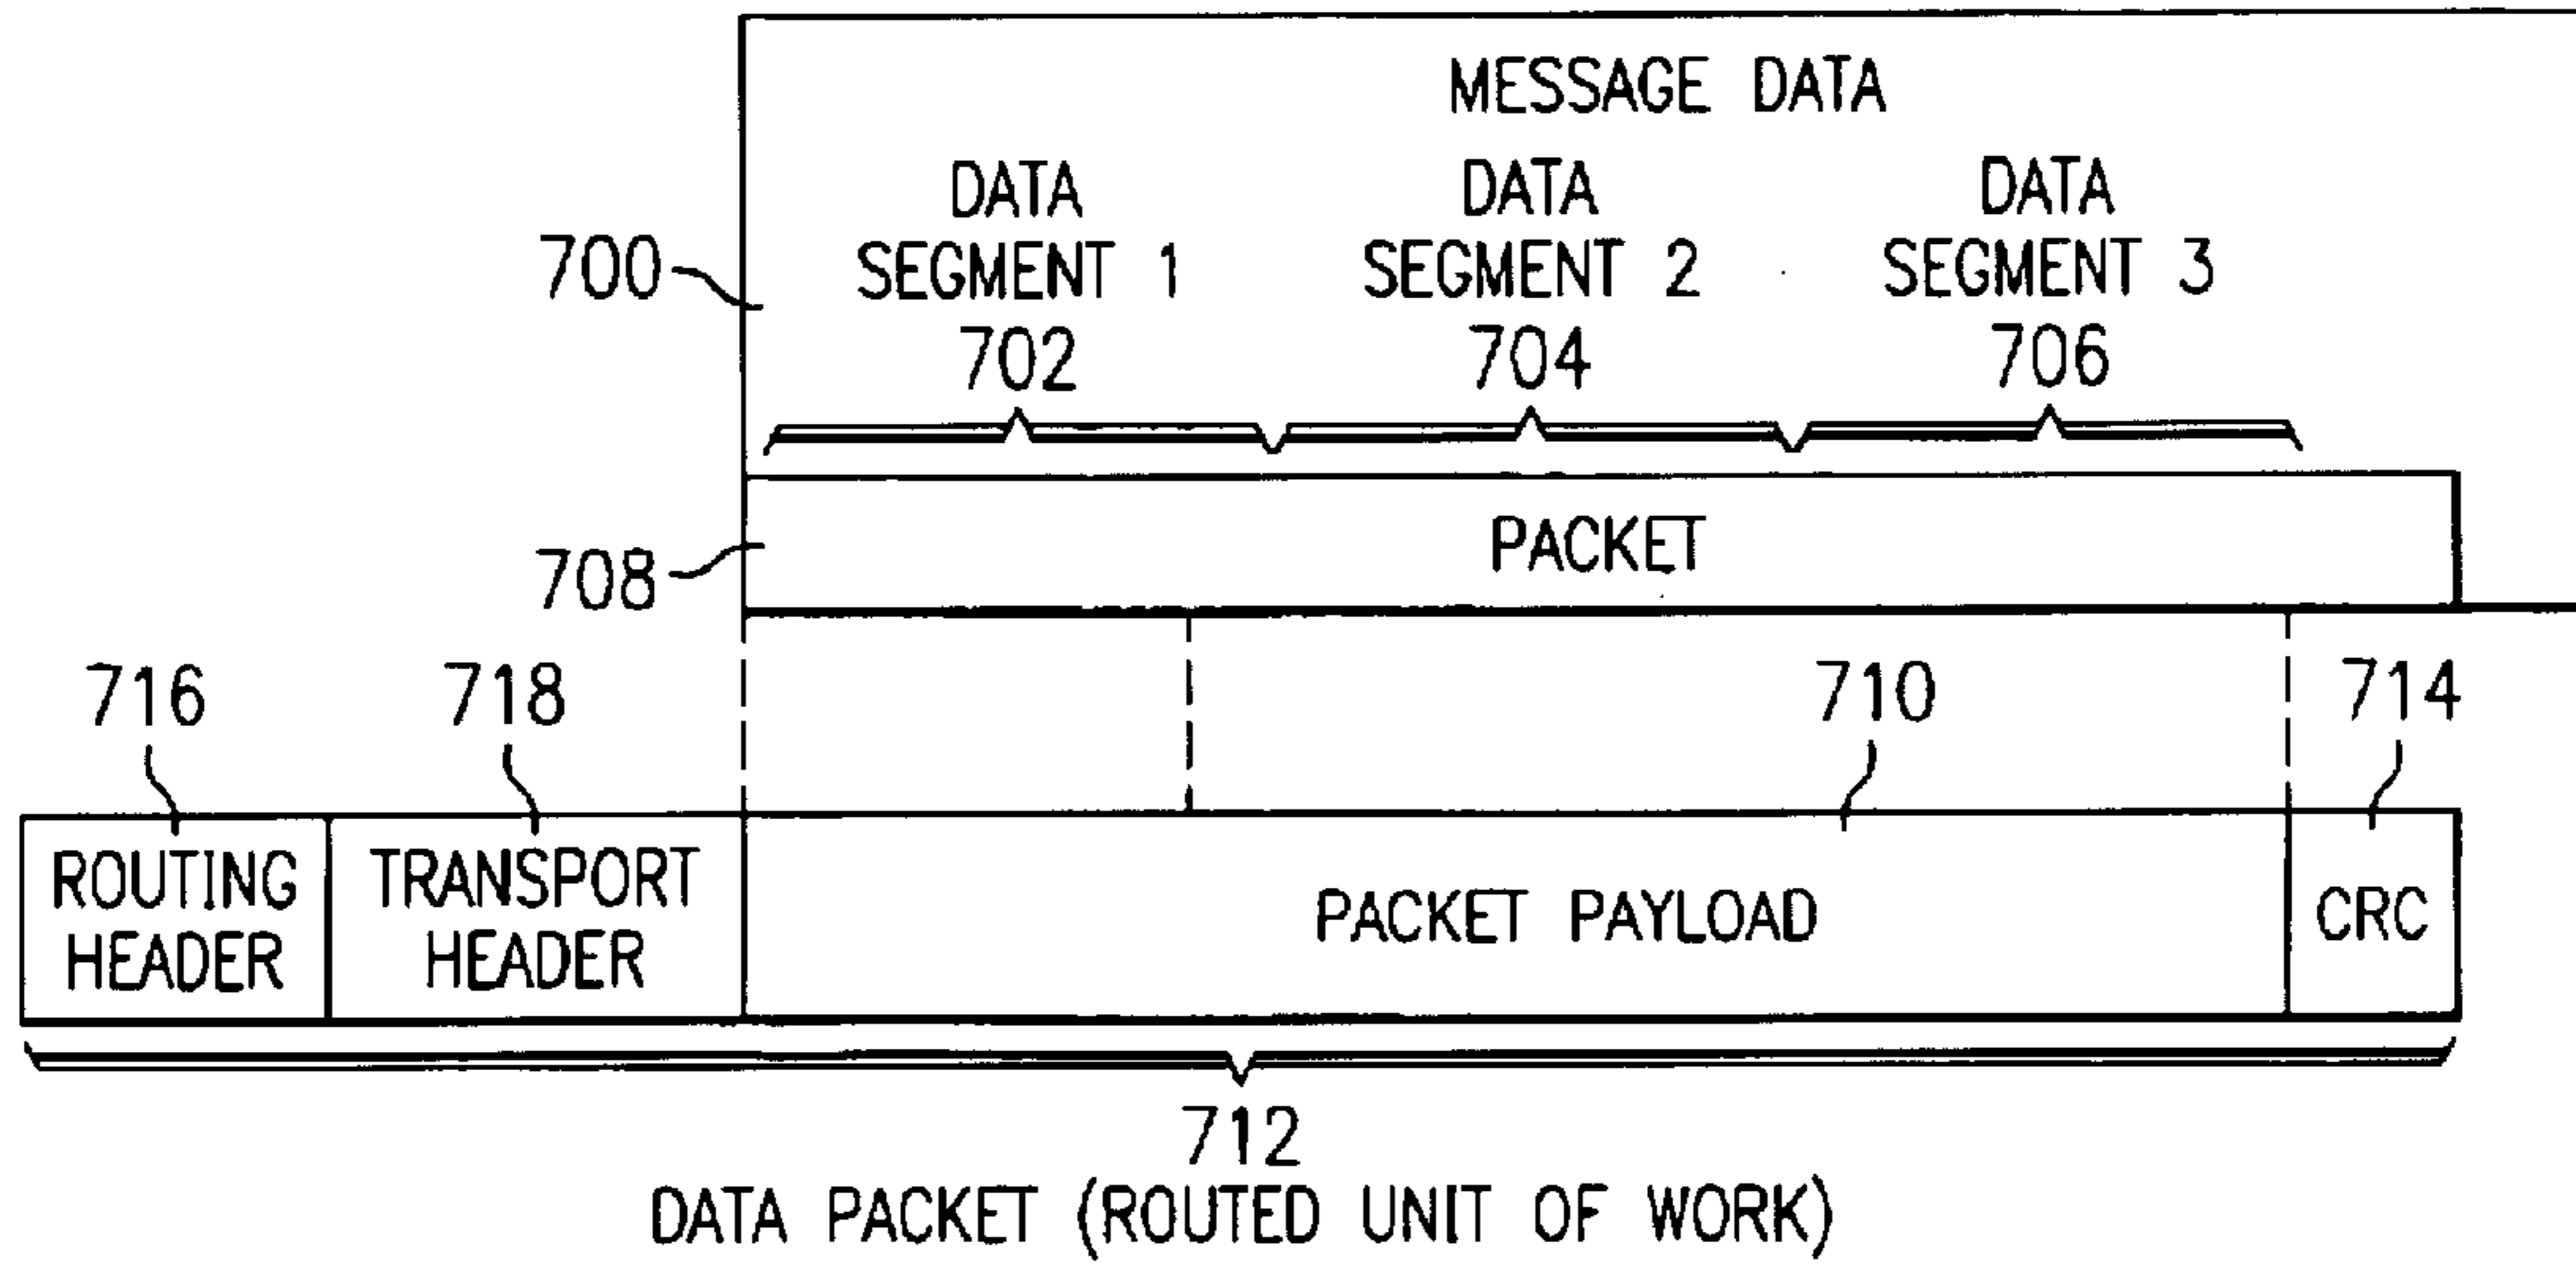 MESSAGE DATA
DATA SEGMENT 1
702
DATA SEGMENT 2
704
DATA SEGMENT 3
706
700
708
PACKET
716
718
710
714
ROUTING HEADER
TRANSPORT HEADER
PACKET PAYLOAD
CRC
712
DATA PACKET (ROUTED UNIT OF WORK)